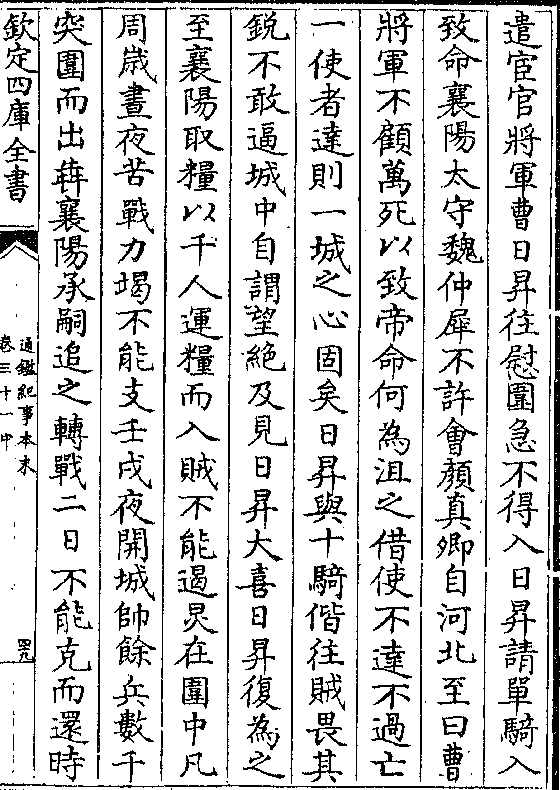 遣宦官將軍曹日昇往慰圍急不得入日昇請單騎入
致命襄陽太守魏仲犀不許會顔真卿自河北至曰曹
將軍不顧萬死以致帝命何為沮之借使不達不過亡
一使者達則一城之心固矣日昇與十騎偕往賊畏其
鋭不敢逼城中自謂望絶及見日昇大喜日昇復為之
至襄陽取糧以千人運糧而入賊不能遏炅在圍中凡
周嵗晝夜苦戰力竭不能支壬戌夜開城帥餘兵數千
突圍而出犇襄陽承嗣追之轉戰二日不能克而還時
欽定四庫全書
通鑑紀事本末
卷三十一中